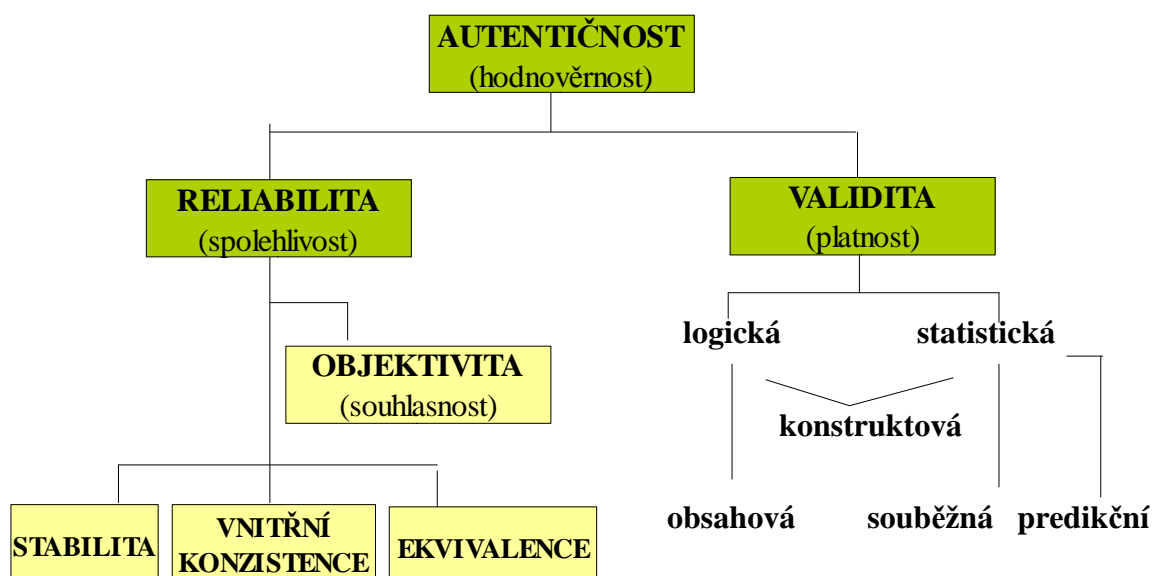 AUTENTIČNOST
(hodnověrnost)
RELIABILITA
(spolehlivost)
VALIDITA
(platnost)
logická
statistická
OBJEKTIVITA
(souhlasnost)
konstruktová
obsahová
souběžná
predikční
STABILITA
VNITŘNÍ
KONZISTENCE
EKVIVALENCE